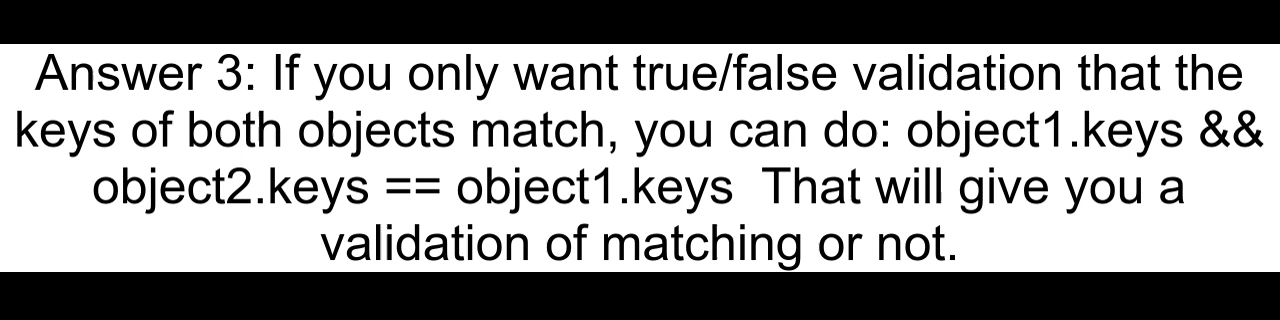 Answer 3: If you only want true/false validation that the
keys of both objects match, you can do: object1.keys &&
object2.keys == object1.keys  That will give you a
validation of matching or not.